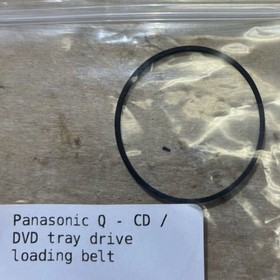 Panasonic Q - CD /
DVD tray drive
loading belt